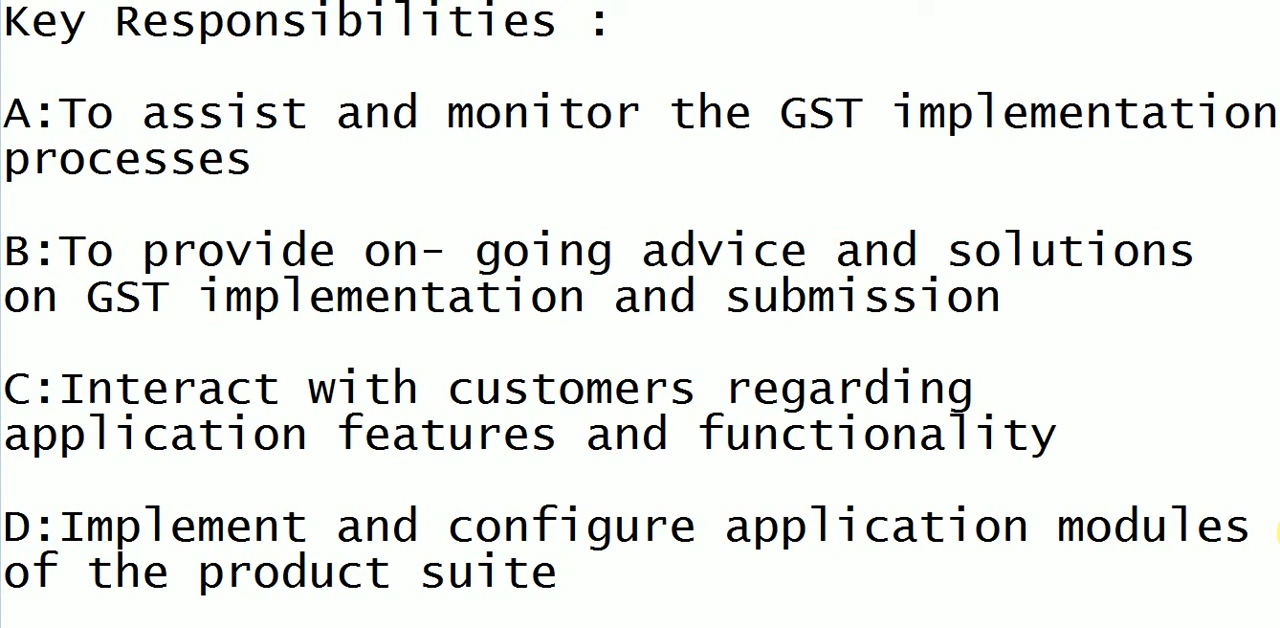 Key Responsibilities :
A:To assist and monitor the GST implementation
processes
B:To provide on- going advice and solutions
on GST implementation and submission
C:Interact with customers regarding
application features and functionality
D:Implement and configure application modules
of the product suite